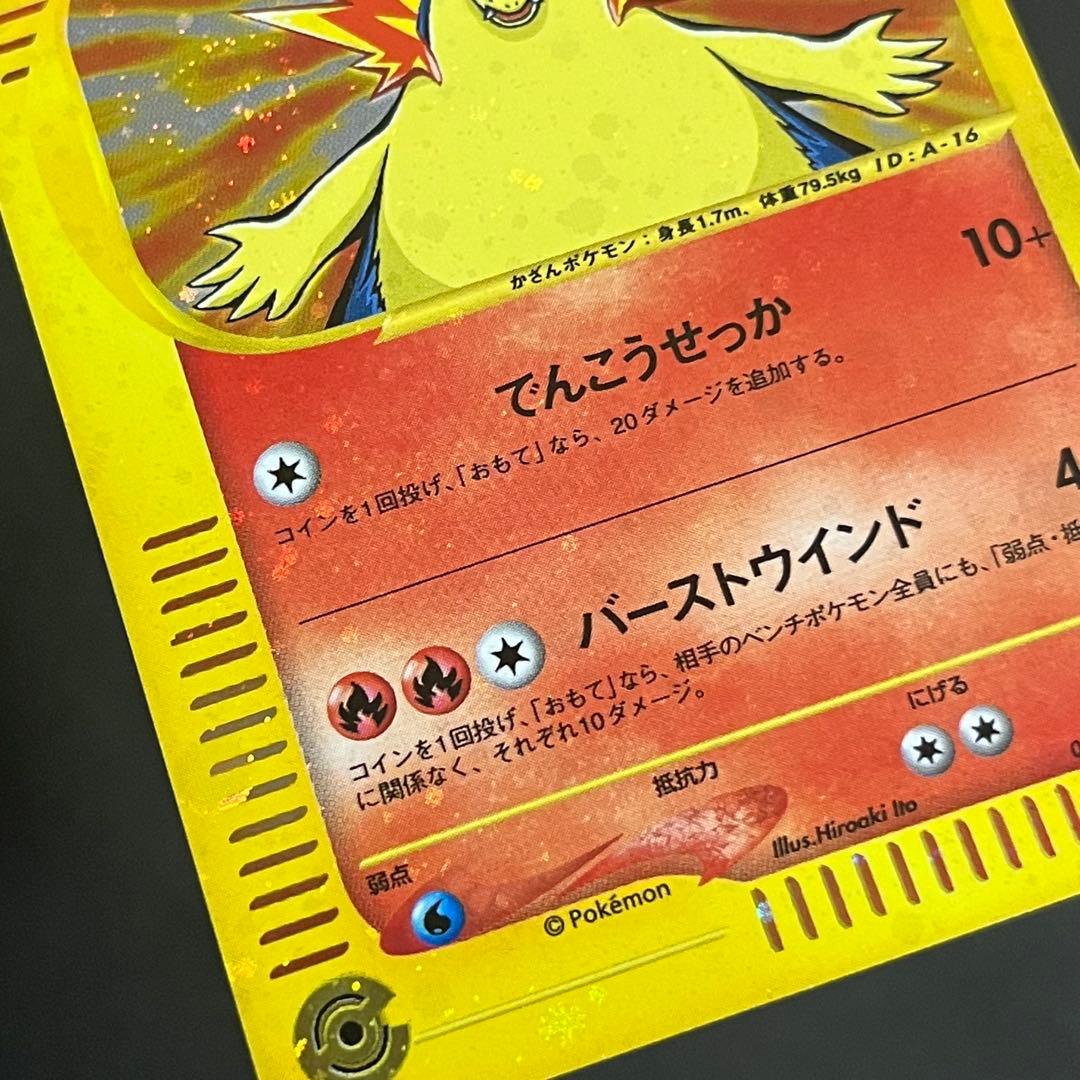 かざんポケモン：身長1.7m、体重79.5kg ID:A-16
でんこうせっか 10+
コインを1回投げ、「おもて」なら、20ダメージを追加する。
バーストウインド 4
コインを1回投げ、「おもて」なら、相手のベンチポケモン全員にも、「弱点・抵
に関係なく、それぞれ10ダメージ。
弱点 抵抗力 にげる
Illus.Hiroaki Ito
©Pokémon